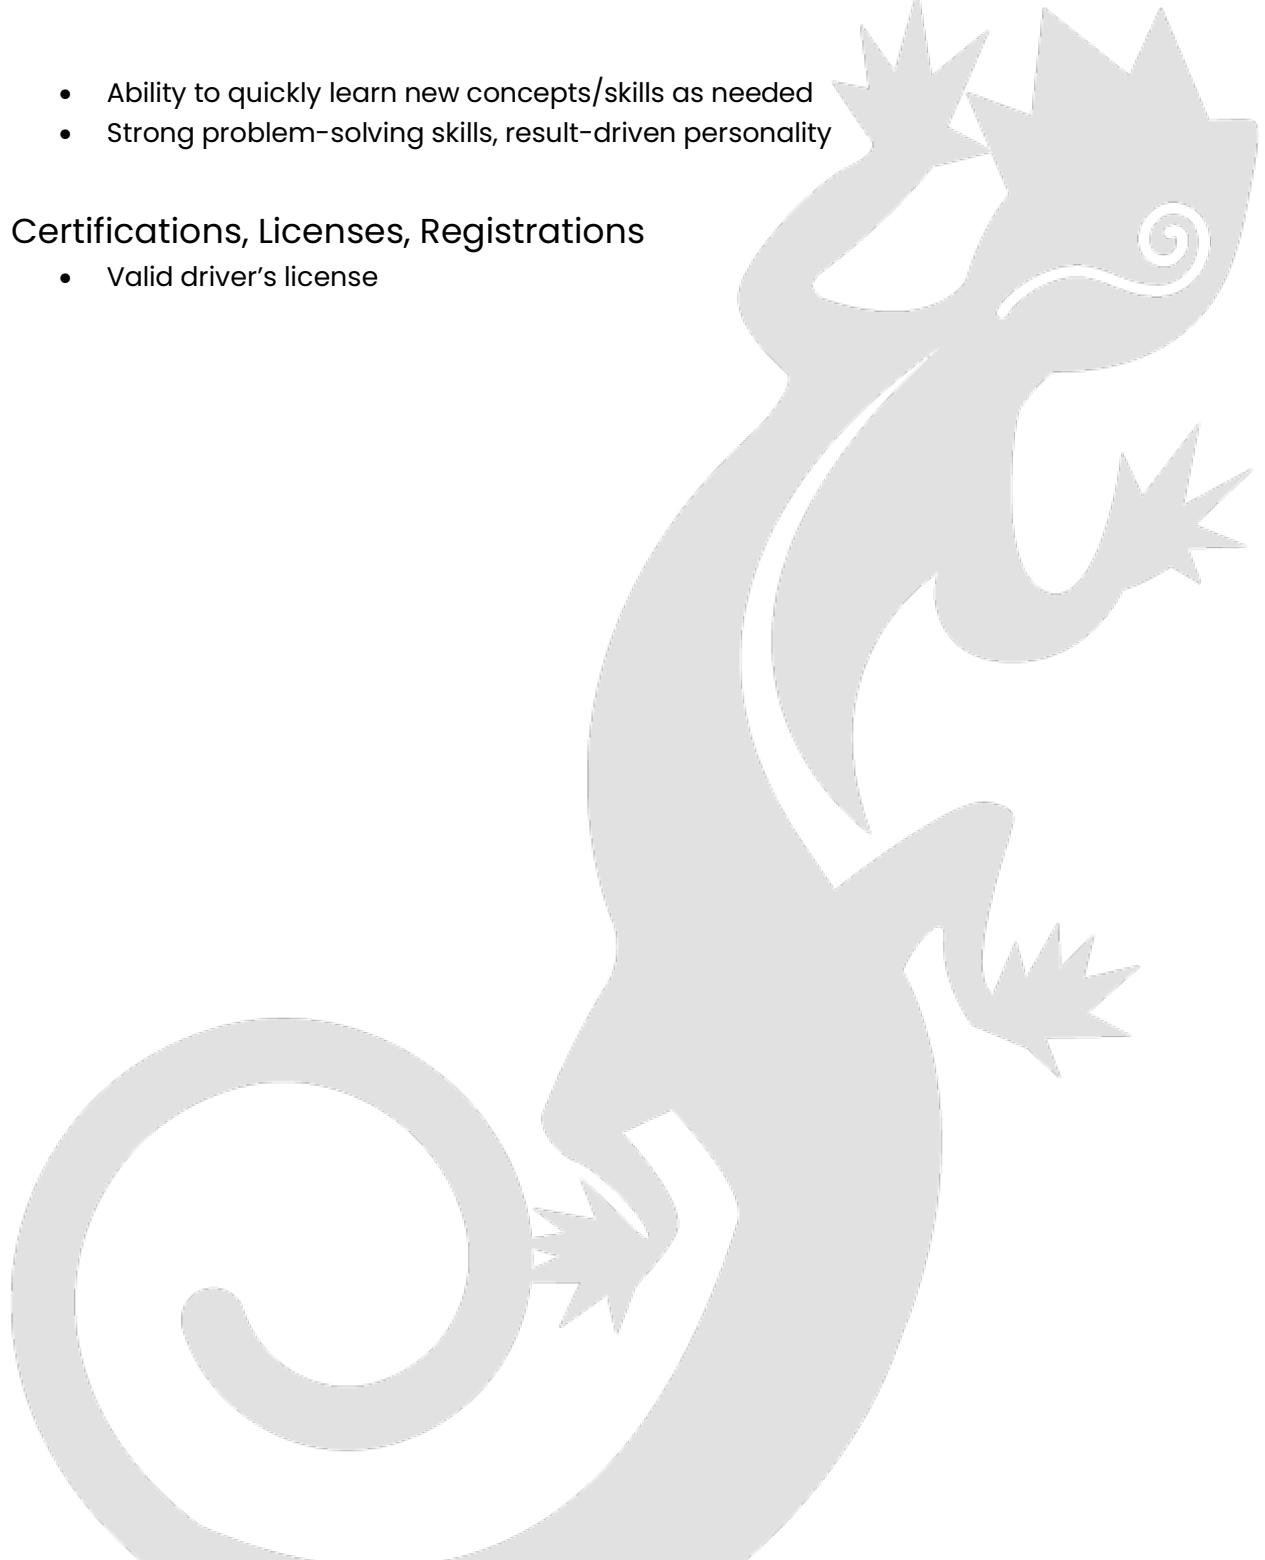 • Ability to quickly learn new concepts/skills as needed
• Strong problem-solving skills, result-driven personality
Certifications, Licenses, Registrations
• Valid driver’s license